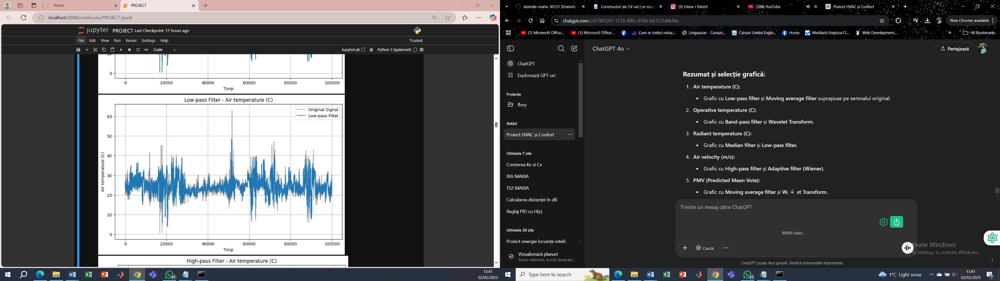 Home
PROJECT
localhost:8888/notebooks/PROJECT.ipynb
jupyter PROJECT Last Checkpoint: 17 hours ago
File Edit View Run Kernel Settings Help
Trusted
Code
JupyterLab
Python 3 (ipykernel)
10
0
0 20000 40000 60000 80000 100000
Timp
Low-pass Filter - Air temperature (C)
Original Signal
Low-pass Filter
60
50
40
30
20
10
0
Air temperature (C)
0 20000 40000 60000 80000 100000
Timp
High-pass Filter - Air temperature (C)
45
13:41
02/02/2025
domide-maria-30121 (Domide
Constructor de CV-uri | cv-ro.cc
(5) Inbox • Direct
(386) YouTube
Proiect HVAC și Confort
chatgpt.com/c/67901297-1778-800c-850b-b6337b44cf4e
New Chrome available
(1) Microsoft Office...
(1) Microsoft Office...
Cum ar trebui redac...
Linguastar - Cursuri...
Cursuri Limba Engle...
Home
Meditatii Engleza-Cl...
Web Development...
»
All Bookmarks
ChatGPT 4o
Partajează
ChatGPT
Explorează GPT-uri
Proiecte
flory
Astăzi
Proiect HVAC și Confort
Ultimele 7 zile
Cresterea Kv si Cv
IRA MARIA
TS2 MARIA
Calcularea distanței în dB
Reglaj PID cu H(z)
Ultimele 30 zile
Proiect energie locuințe intelig
Vizualizează planuri
Acces nelimitat, funcții dedicate...
Rezumat și selecție grafică:
1. Air temperature (C):
• Grafic cu Low-pass filter și Moving average filter suprapuse pe semnalul original.
2. Operative temperature (C):
• Grafic cu Band-pass filter și Wavelet Transform.
3. Radiant temperature (C):
• Grafic cu Median filter și Low-pass filter.
4. Air velocity (m/s):
• Grafic cu High-pass filter și Adaptive filter (Wiener).
5. PMV (Predicted Mean Vote):
• Grafic cu Moving average filter și Transform.
Trimite un mesaj către ChatGPT
99999 chars
Caută
Activate Windows
Go to Settings to activate Windows.
ChatGPT poate face greșeli. Verifică informațiile importante.
?
Type here to search
45
1°C Light snow
13:41
02/02/2025
7